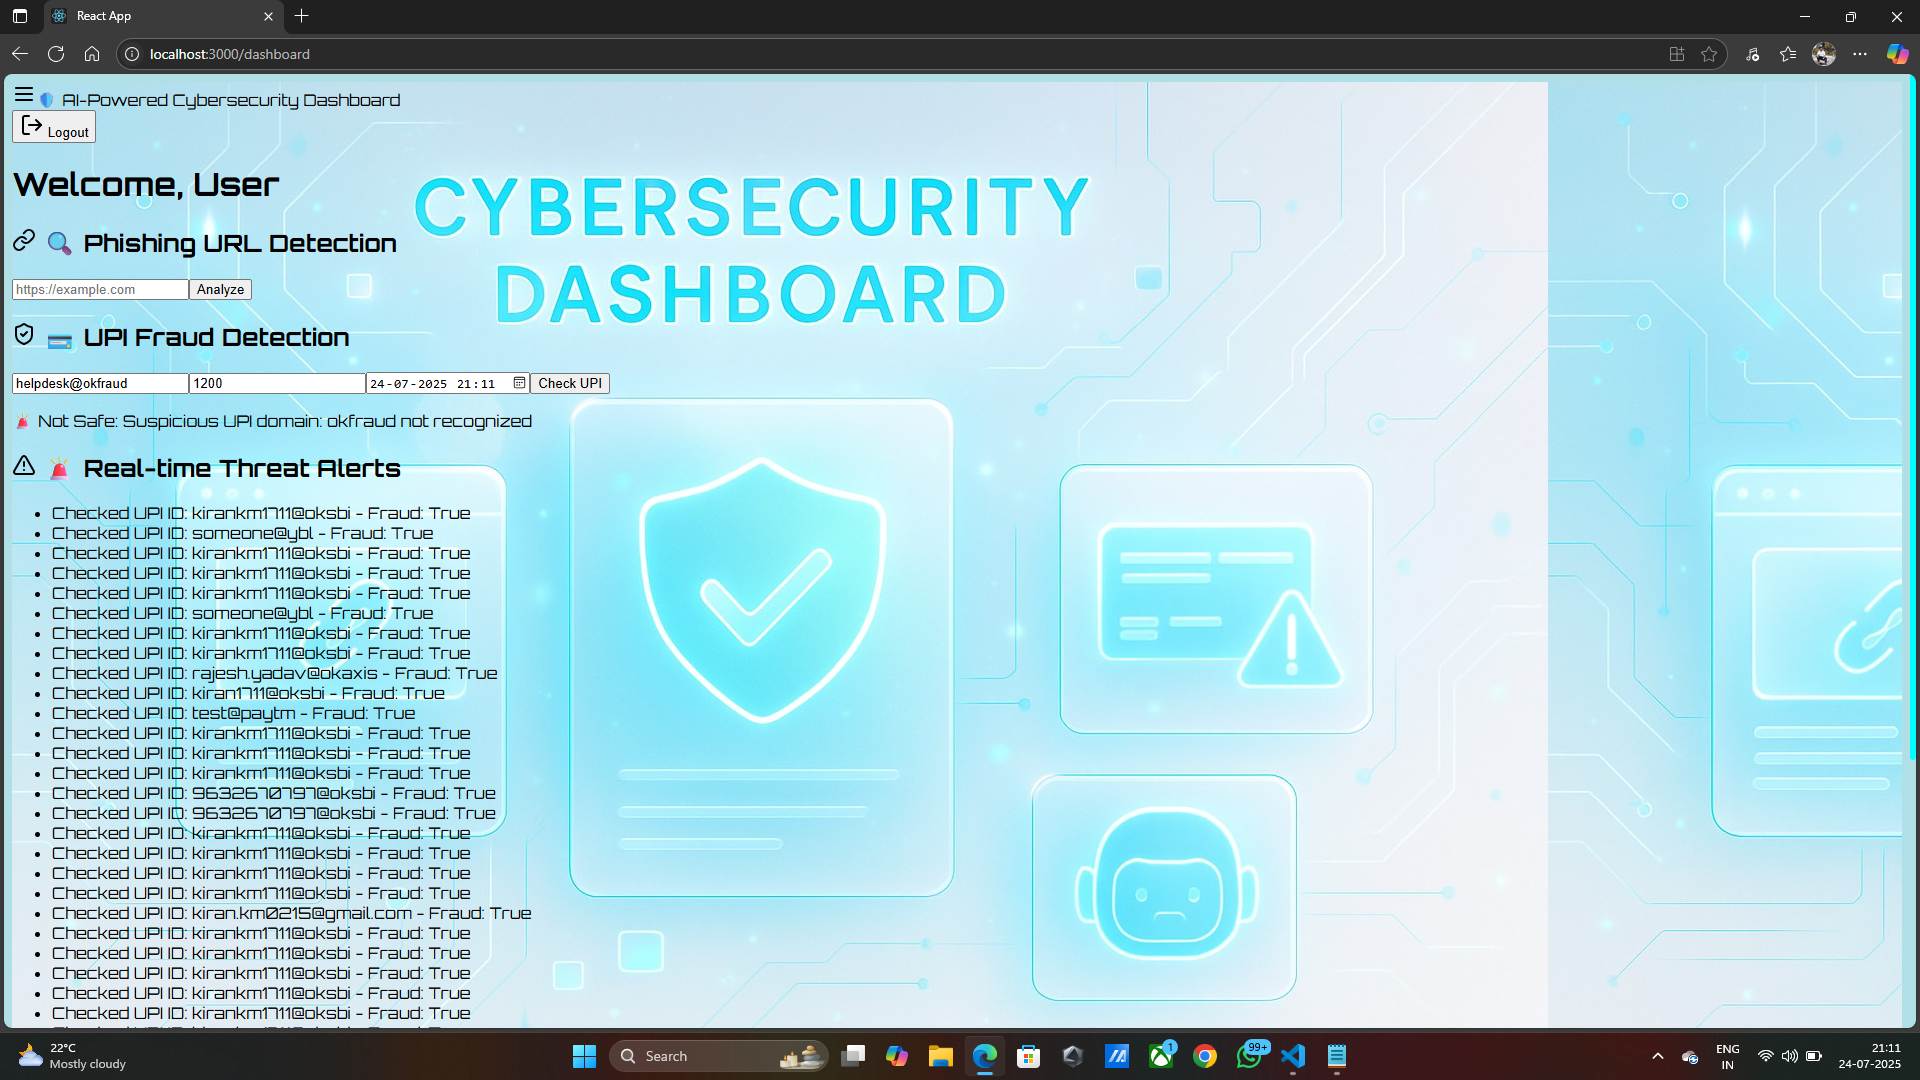 React App
localhost:3000/dashboard
AI-Powered Cybersecurity Dashboard
Logout
Welcome, User
CYBERSECURITY
DASHBOARD
Phishing URL Detection
https://example.com
Analyze
UPI Fraud Detection
helpdesk@okfraud
1200
24-07-2025 21:11
Check UPI
Not Safe: Suspicious UPI domain: okfraud not recognized
Real-time Threat Alerts
Checked UPI ID: kirankm1711@oksbi - Fraud: True
Checked UPI ID: someone@ybl - Fraud: True
Checked UPI ID: kirankm1711@oksbi - Fraud: True
Checked UPI ID: kirankm1711@oksbi - Fraud: True
Checked UPI ID: kirankm1711@oksbi - Fraud: True
Checked UPI ID: someone@ybl - Fraud: True
Checked UPI ID: kirankm1711@oksbi - Fraud: True
Checked UPI ID: kirankm1711@oksbi - Fraud: True
Checked UPI ID: rajesh.yadav@okaxis - Fraud: True
Checked UPI ID: kiran1711@oksbi - Fraud: True
Checked UPI ID: test@paytm - Fraud: True
Checked UPI ID: kirankm1711@oksbi - Fraud: True
Checked UPI ID: kirankm1711@oksbi - Fraud: True
Checked UPI ID: kirankm1711@oksbi - Fraud: True
Checked UPI ID: 9632670797@oksbi - Fraud: True
Checked UPI ID: 9632670797@oksbi - Fraud: True
Checked UPI ID: kirankm1711@oksbi - Fraud: True
Checked UPI ID: kirankm1711@oksbi - Fraud: True
Checked UPI ID: kirankm1711@oksbi - Fraud: True
Checked UPI ID: kirankm1711@oksbi - Fraud: True
Checked UPI ID: kiran.km0215@gmail.com - Fraud: True
Checked UPI ID: kirankm1711@oksbi - Fraud: True
Checked UPI ID: kirankm1711@oksbi - Fraud: True
Checked UPI ID: kirankm1711@oksbi - Fraud: True
Checked UPI ID: kirankm1711@oksbi - Fraud: True
Checked UPI ID: kirankm1711@oksbi - Fraud: True
22°C
Mostly cloudy
Search
1
99+
ENG
IN
21:11
24-07-2025